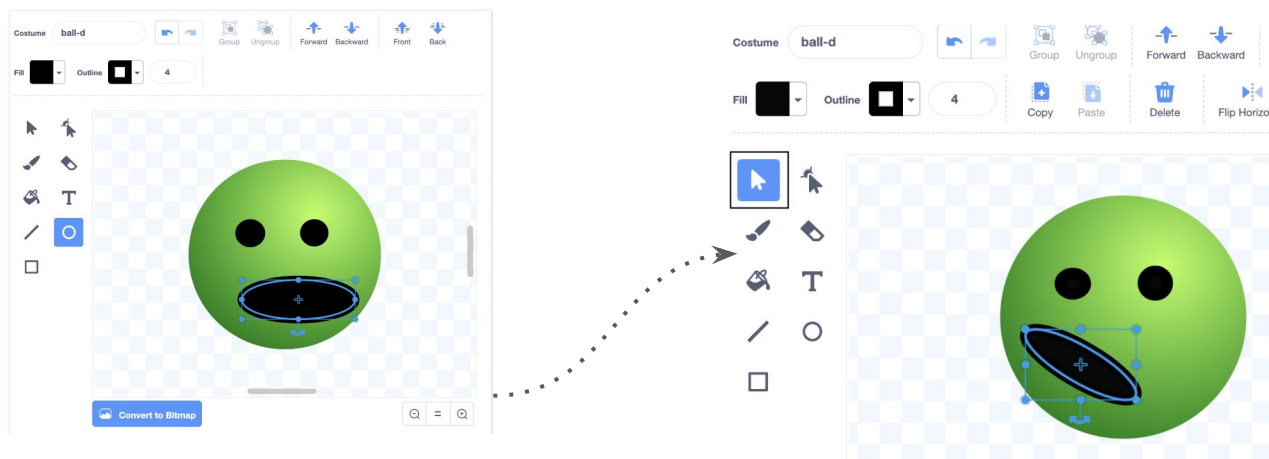 Costume ball-d Group Ungroup Forward Backward Front Back
Fill Outline 4
T
Convert to Bitmap
Costume ball-d Group Ungroup Forward Backward
Fill Outline 4 Copy Paste Delete Flip Horizo
T